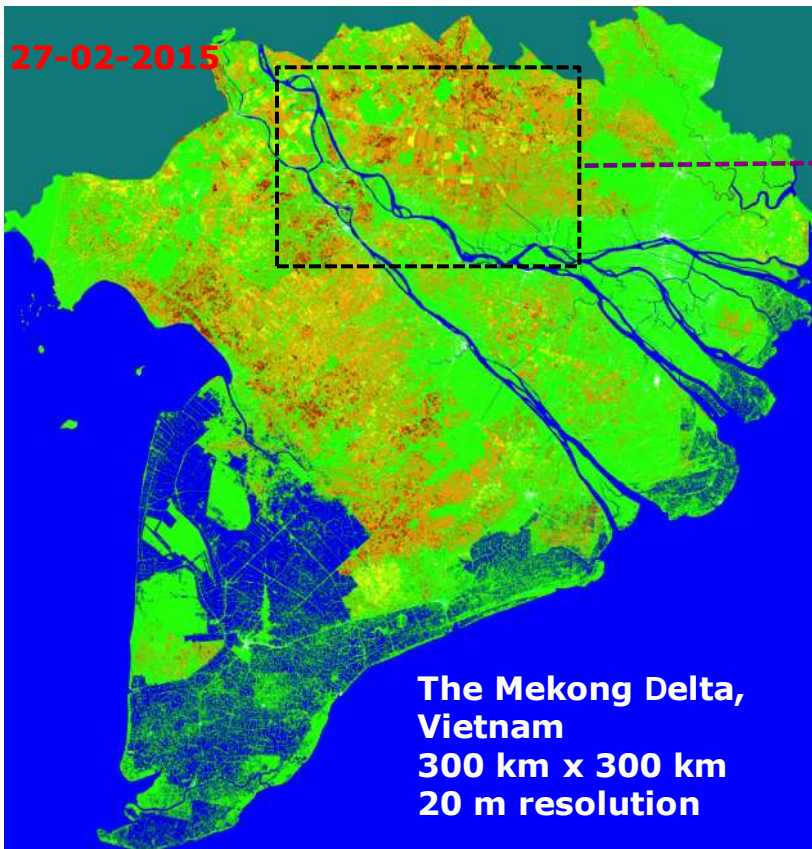 27-02-2015
The Mekong Delta,
Vietnam
300 km x 300 km
20 m resolution